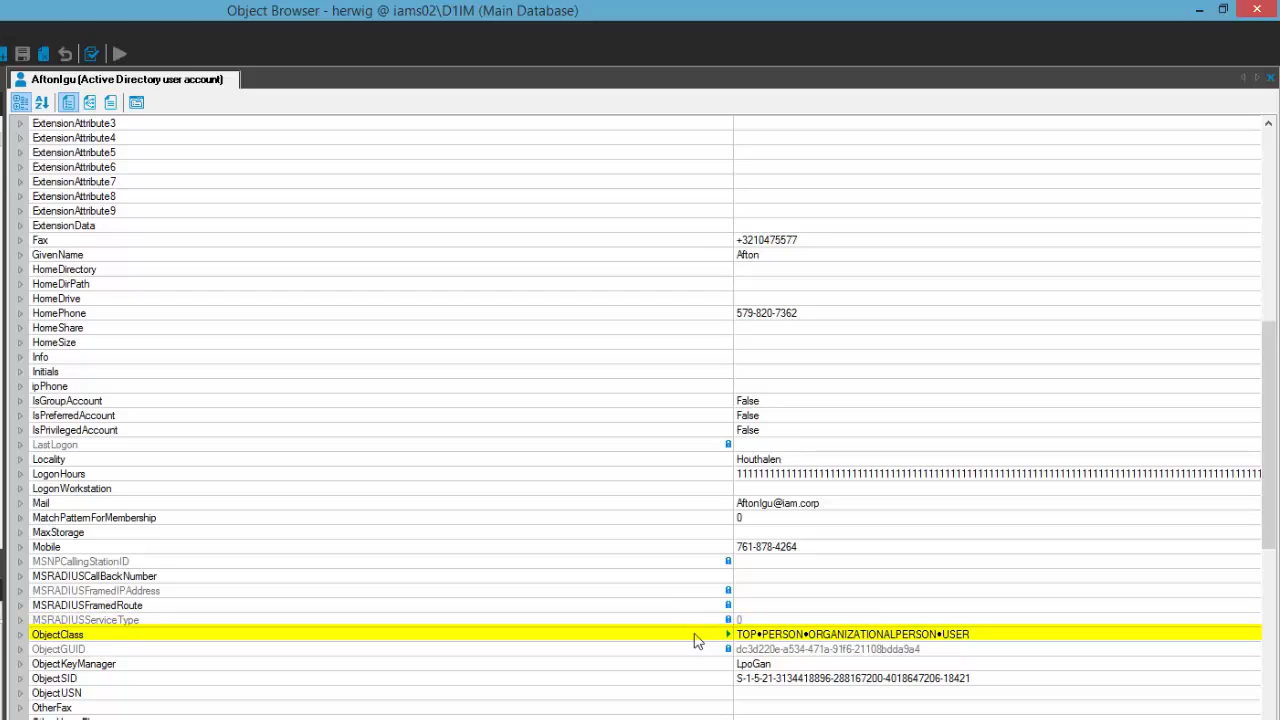 Object Browser - herwig @ iams02\D1IM (Main Database)
AftonIgu (Active Directory user account)
ExtensionAttribute3
ExtensionAttribute4
ExtensionAttribute5
ExtensionAttribute6
ExtensionAttribute7
ExtensionAttribute8
ExtensionAttribute9
ExtensionData
Fax +3210475577
GivenName Afton
HomeDirectory
HomeDirPath
HomeDrive
HomePhone 579-820-7362
HomeShare
HomeSize
Info
Initials
ipPhone
IsGroupAccount False
IsPreferredAccount False
IsPrivilegedAccount False
LastLogon
Locality Houthalen
LogonHours
LogonWorkstation
Mail AftonIgu@iam.corp
MatchPatternForMembership 0
MaxStorage
Mobile 761-878-4264
MSNPCallingStationID
MSRADIUSCallBackNumber
MSRADIUSFramedIPAddress
MSRADIUSFramedRoute
MSRADIUSServiceType 0
ObjectClass TOP•PERSON•ORGANIZATIONALPERSON•USER
ObjectGUID dc3d220e-a534-471a-91f6-21108bdda9a4
ObjectKeyManager LpoGan
ObjectSID S-1-5-21-3134418896-288167200-4018647206-18421
ObjectUSN
OtherFax